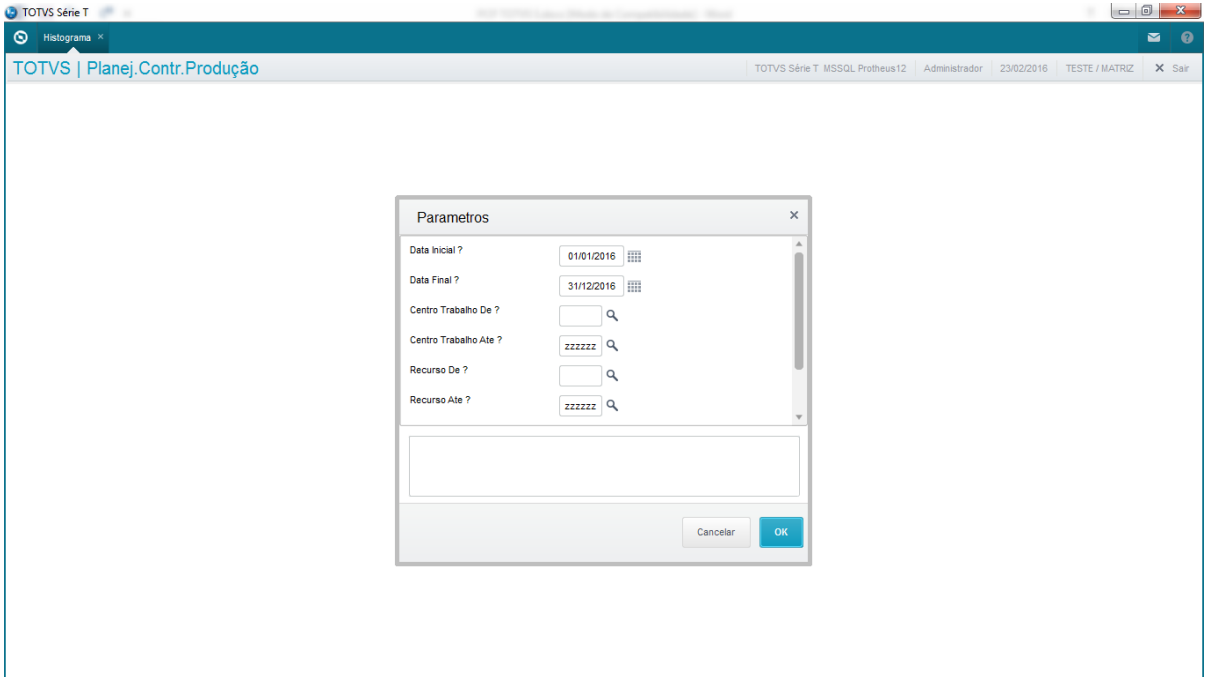 TOTVS Série T
Histograma ×
TOTVS | Planej.Contr.Produção
TOTVS Série T MSSQL Protheus12 Administrador 23/02/2016 TESTE / MATRIZ Sair
Parametros
Data Inicial ? 01/01/2016
Data Final ? 31/12/2016
Centro Trabalho De ?
Centro Trabalho Ate ? zzzzzz
Recurso De ?
Recurso Ate ? zzzzzz
Cancelar OK